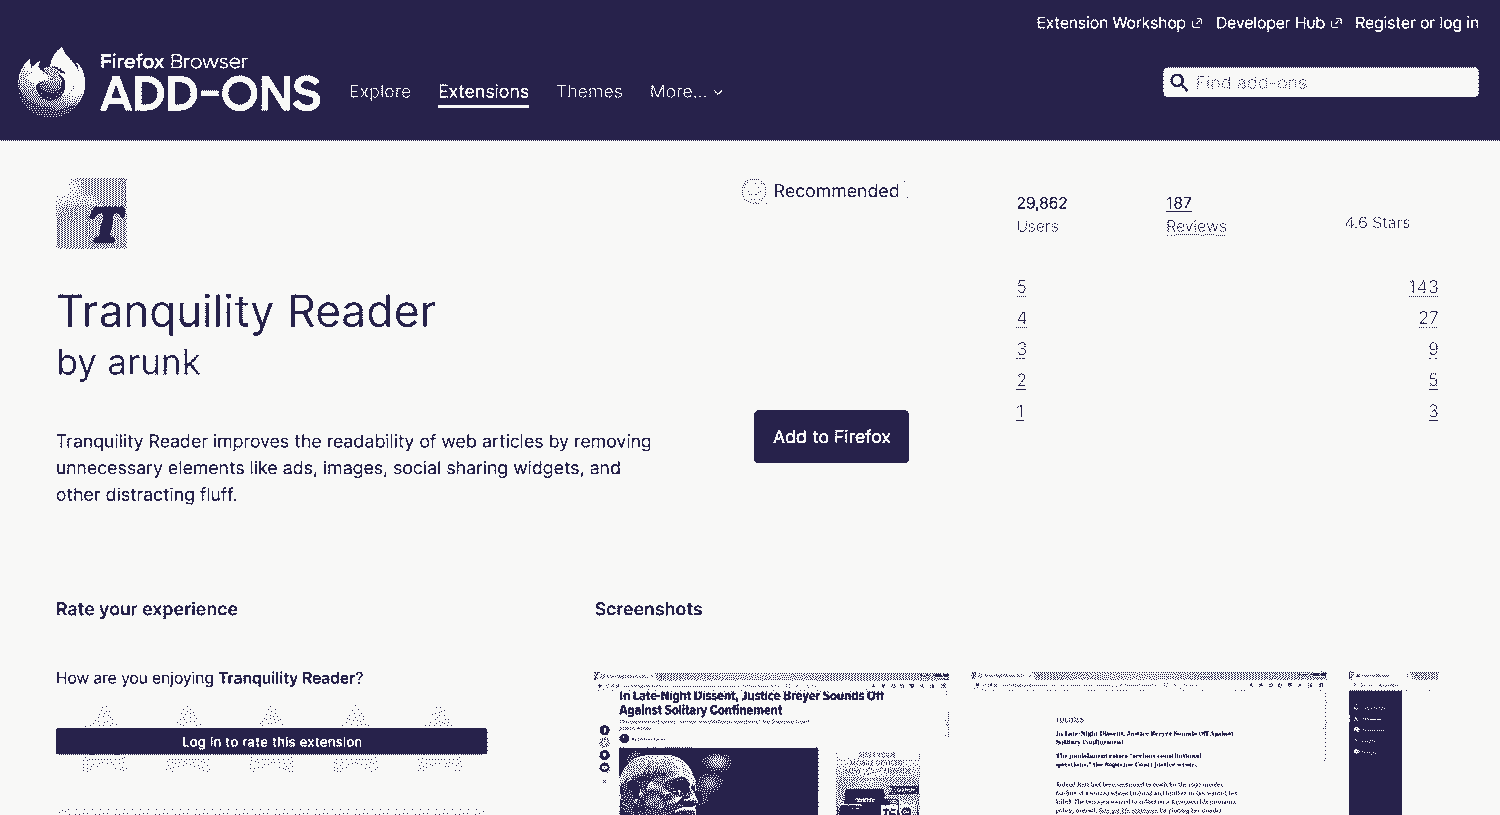 Extension Workshop Developer Hub Register or log in
Firefox Browser
ADD-ONS
Explore Extensions Themes More...
Find add-ons
T
Recommended
29,862
Users
187
Reviews
4.6 Stars
Tranquility Reader
by arunk
5 143
4 27
3 9
2 5
1 3
Tranquility Reader improves the readability of web articles by removing
unnecessary elements like ads, images, social sharing widgets, and
other distracting fluff.
Add to Firefox
Rate your experience
How are you enjoying Tranquility Reader?
Log in to rate this extension
Screenshots
In Late-Night Dissent, Justice Breyer Sounds Off
Against Solitary Confinement
In Late-Night Dissent, Justice Breyer Sounds Off Against
Solitary Confinement